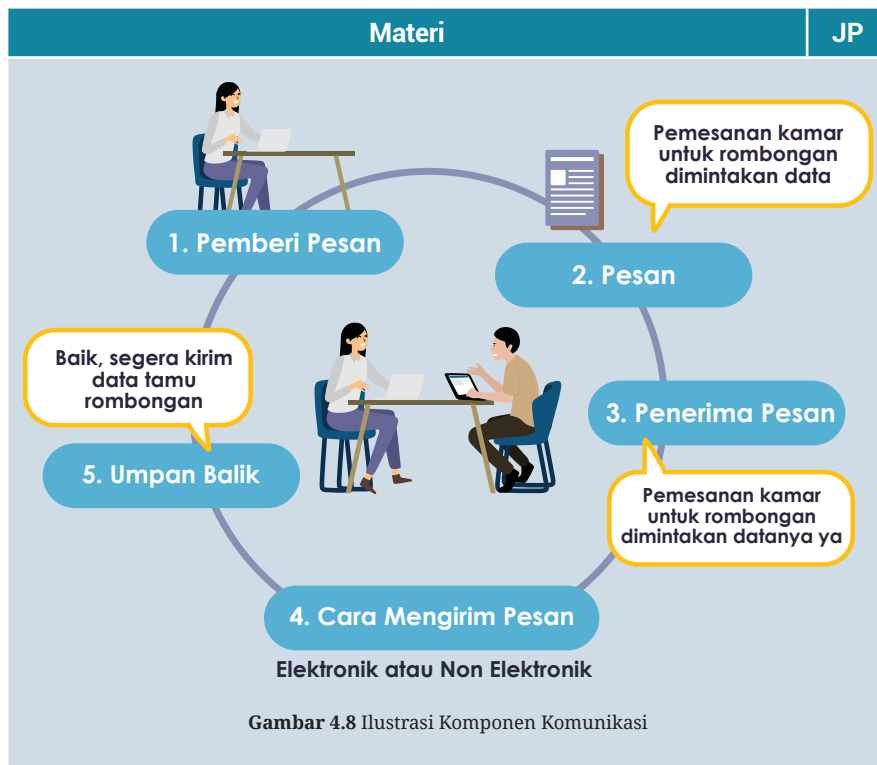 Materi
JP
1. Pemberi Pesan
Pemesanan kamar
untuk rombongan
dimintakan data
2. Pesan
3. Penerima Pesan
Pemesanan kamar
untuk rombongan
dimintakan datanya ya
4. Cara Mengirim Pesan
Elektronik atau Non Elektronik
Baik, segera kirim
data tamu
rombongan
5. Umpan Balik
Gambar 4.8 Ilustrasi Komponen Komunikasi